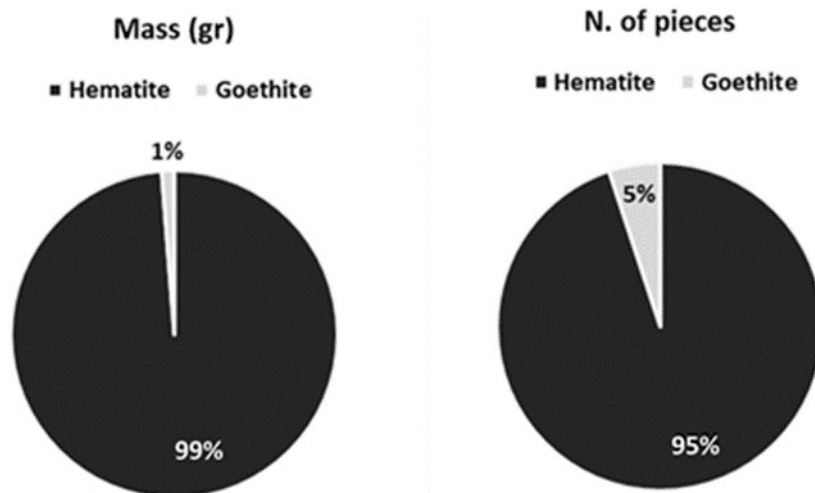 Mass (gr)
Hematite Goethite
1%
99%
N. of pieces
Hematite Goethite
5%
95%